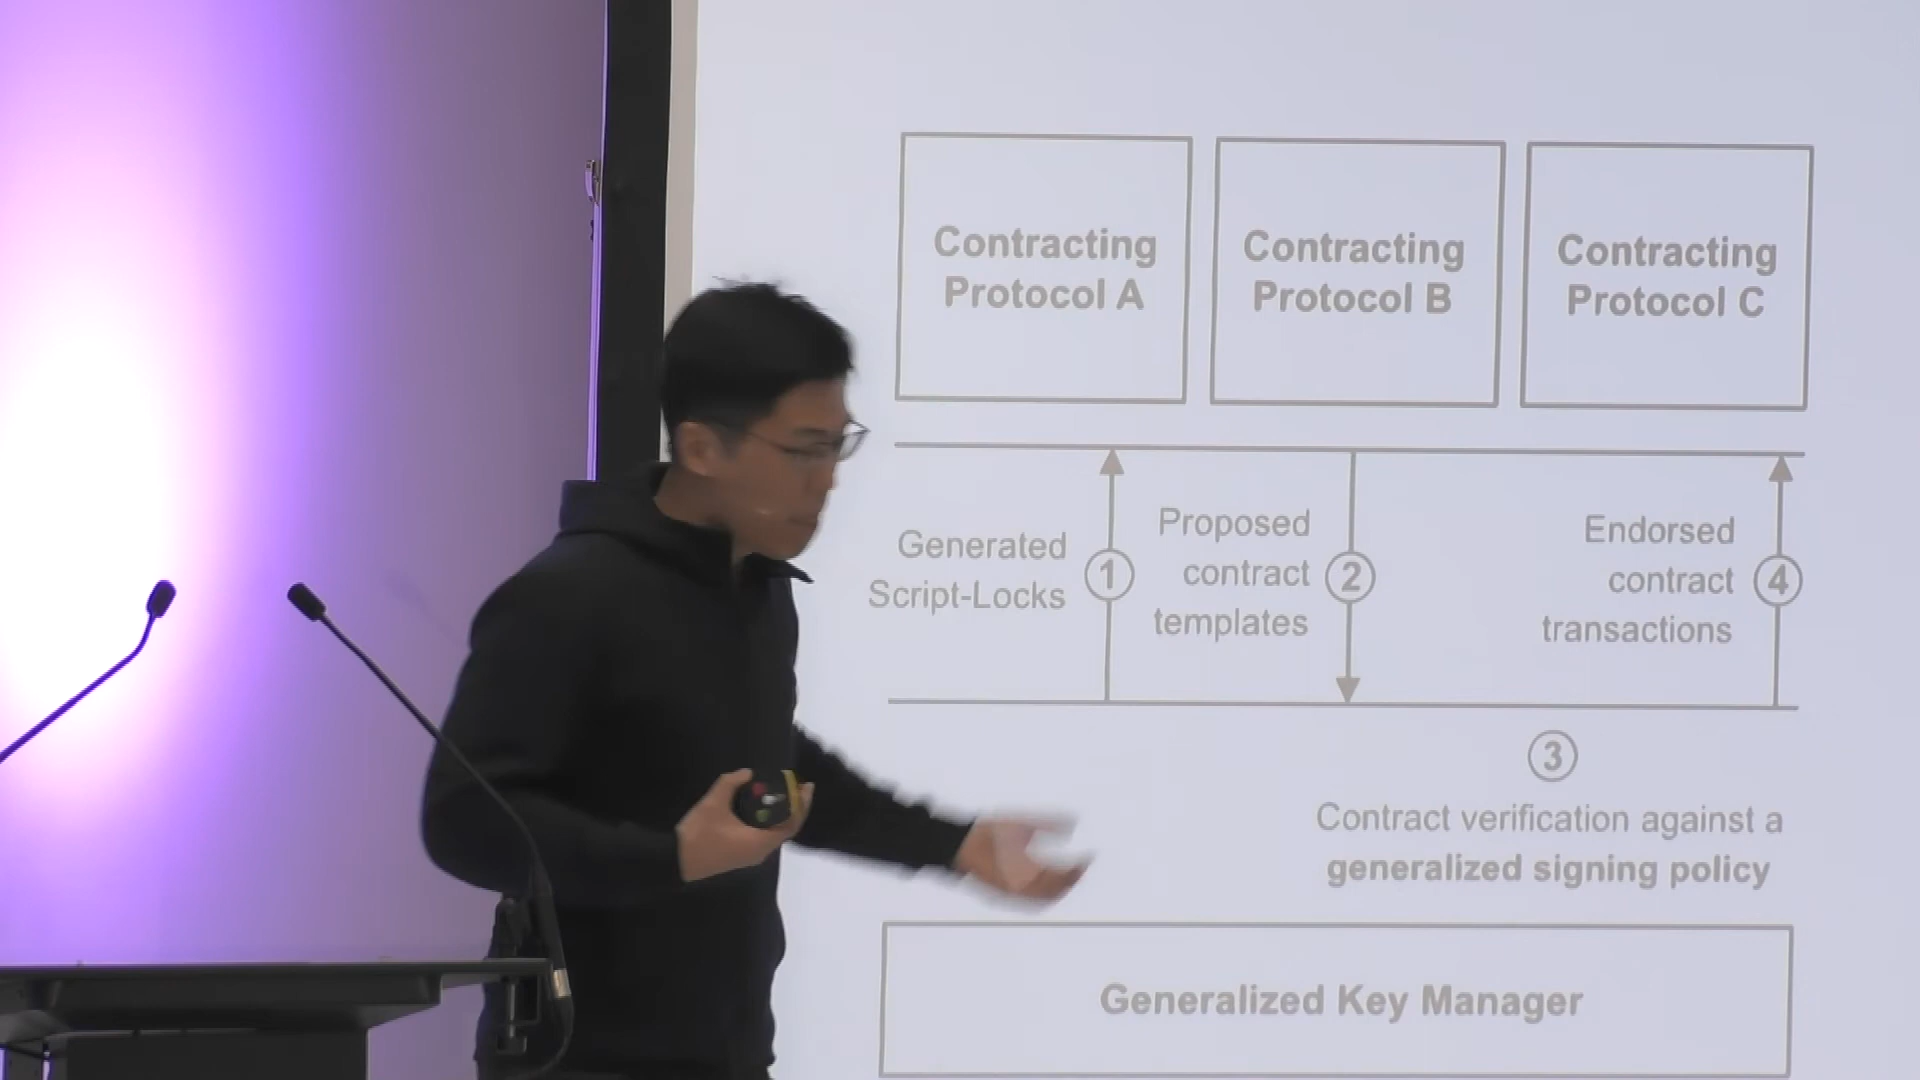 Contracting
Protocol A
Contracting
Protocol B
Contracting
Protocol C
Generated
Script-Locks
1
Proposed
contract
templates
2
Endorsed
contract
transactions
4
3
Contract verification against a
generalized signing policy
Generalized Key Manager